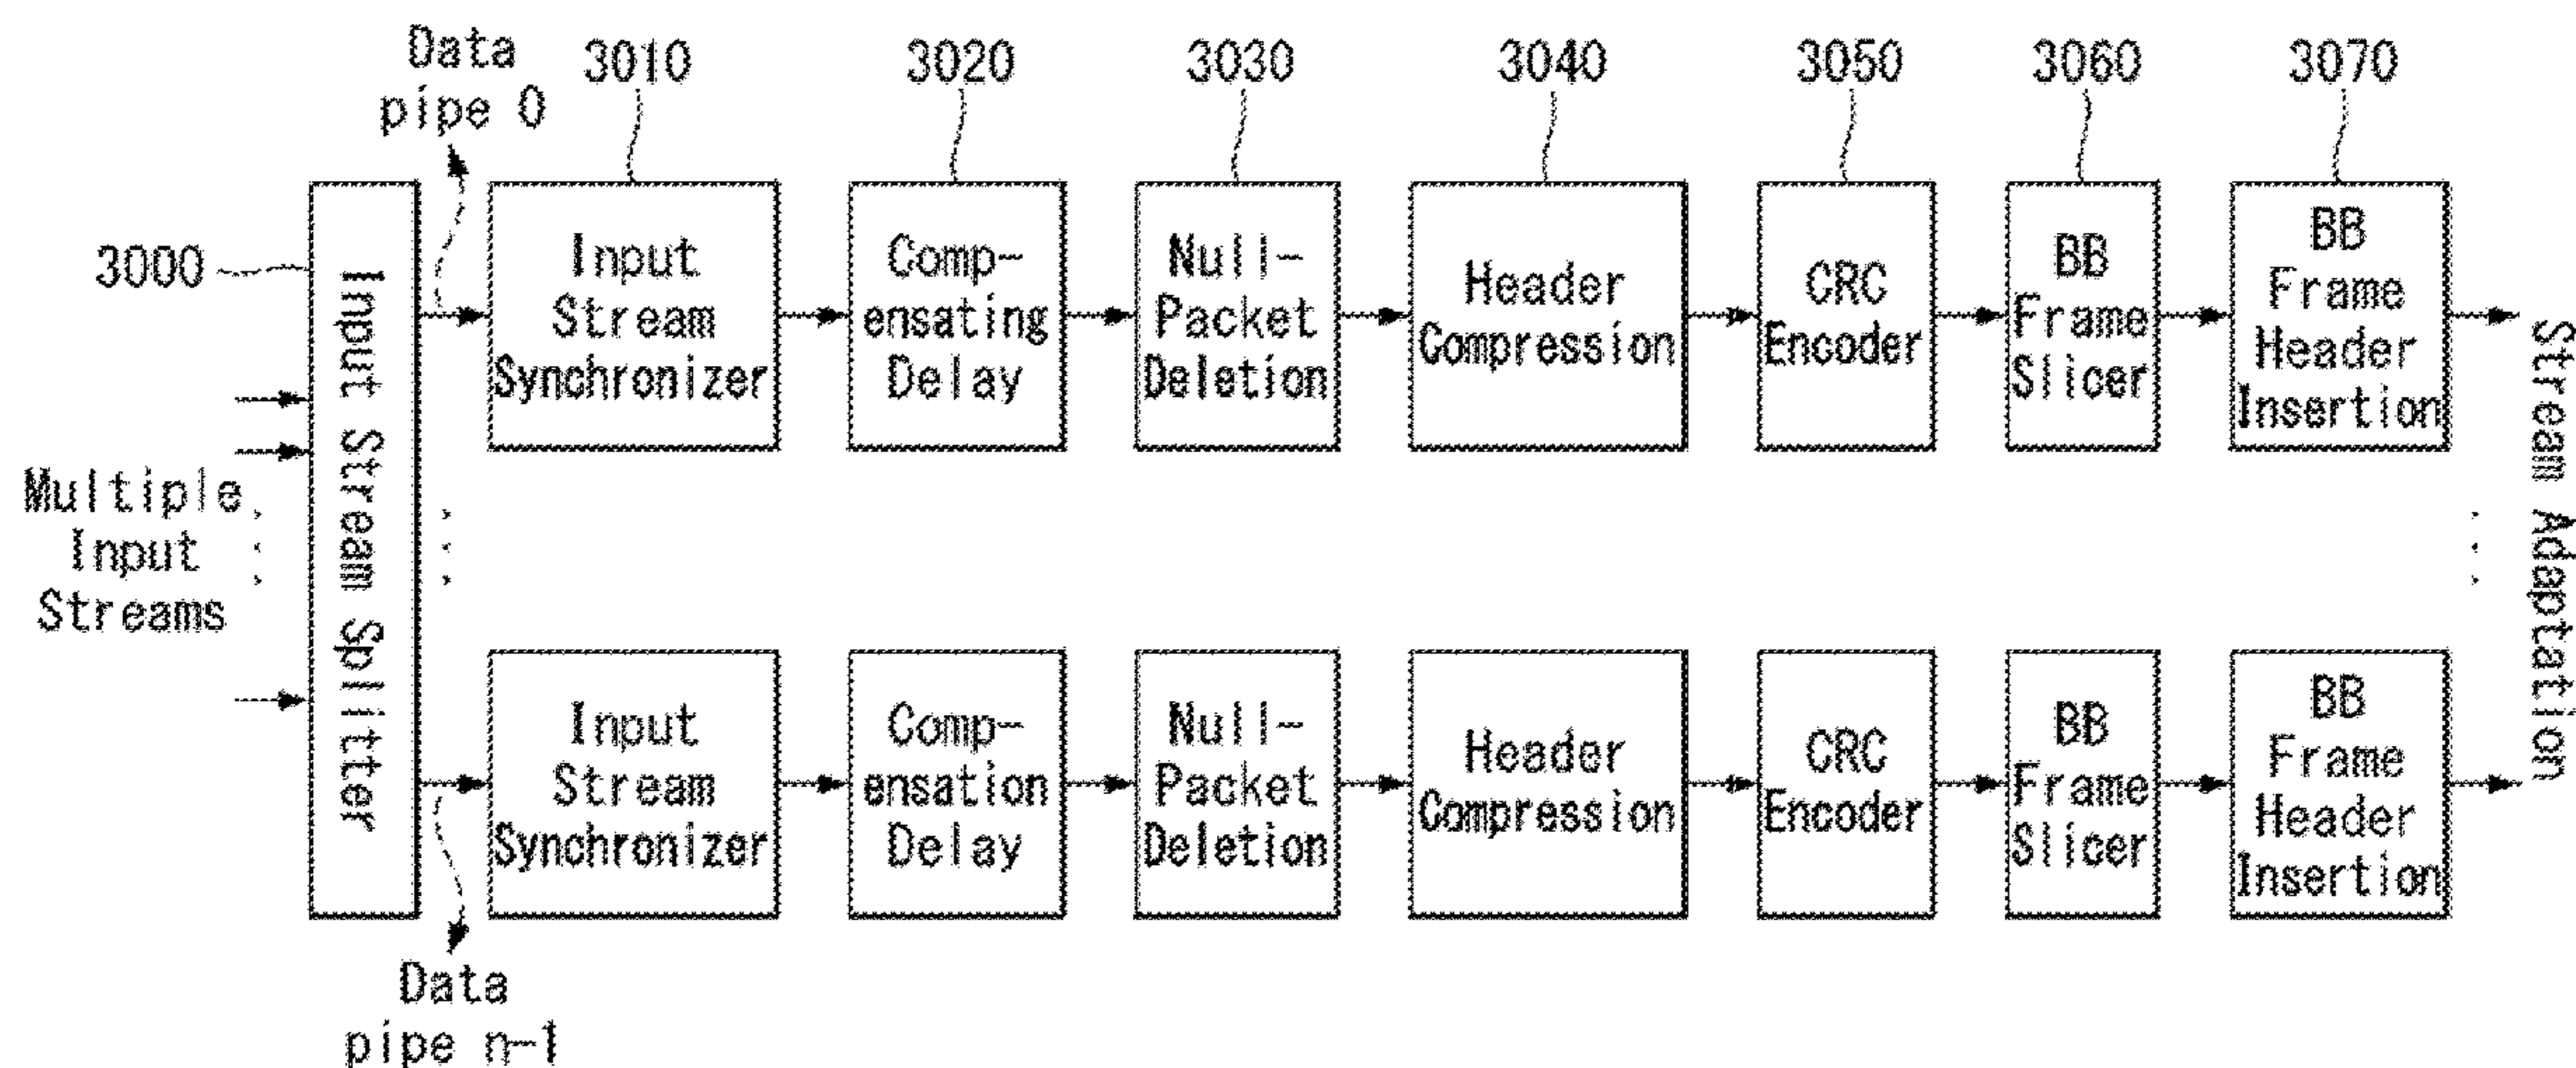 Data
pipe 0
3010
3020
3030
3040
3050
3060
3070
3000
Input Stream Splitter
Multiple
Input
Streams
Input
Stream
Synchronizer
Comp-
ensating
Delay
Null-
Packet
Deletion
Header
Compression
CRC
Encoder
BB
Frame
Slicer
BB
Frame
Header
Insertion
Stream Adaptation
Input
Stream
Synchronizer
Comp-
ensation
Delay
Null-
Packet
Deletion
Header
Compression
CRC
Encoder
BB
Frame
Slicer
BB
Frame
Header
Insertion
Data
pipe n-1